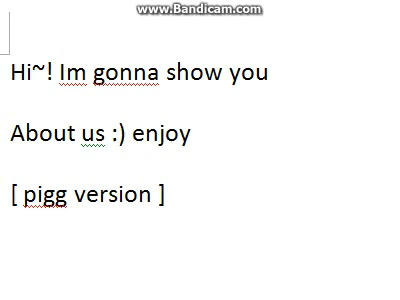 www.Bandicam.com
Hi~! Im gonna show you
About us :) enjoy
[ pigg version ]